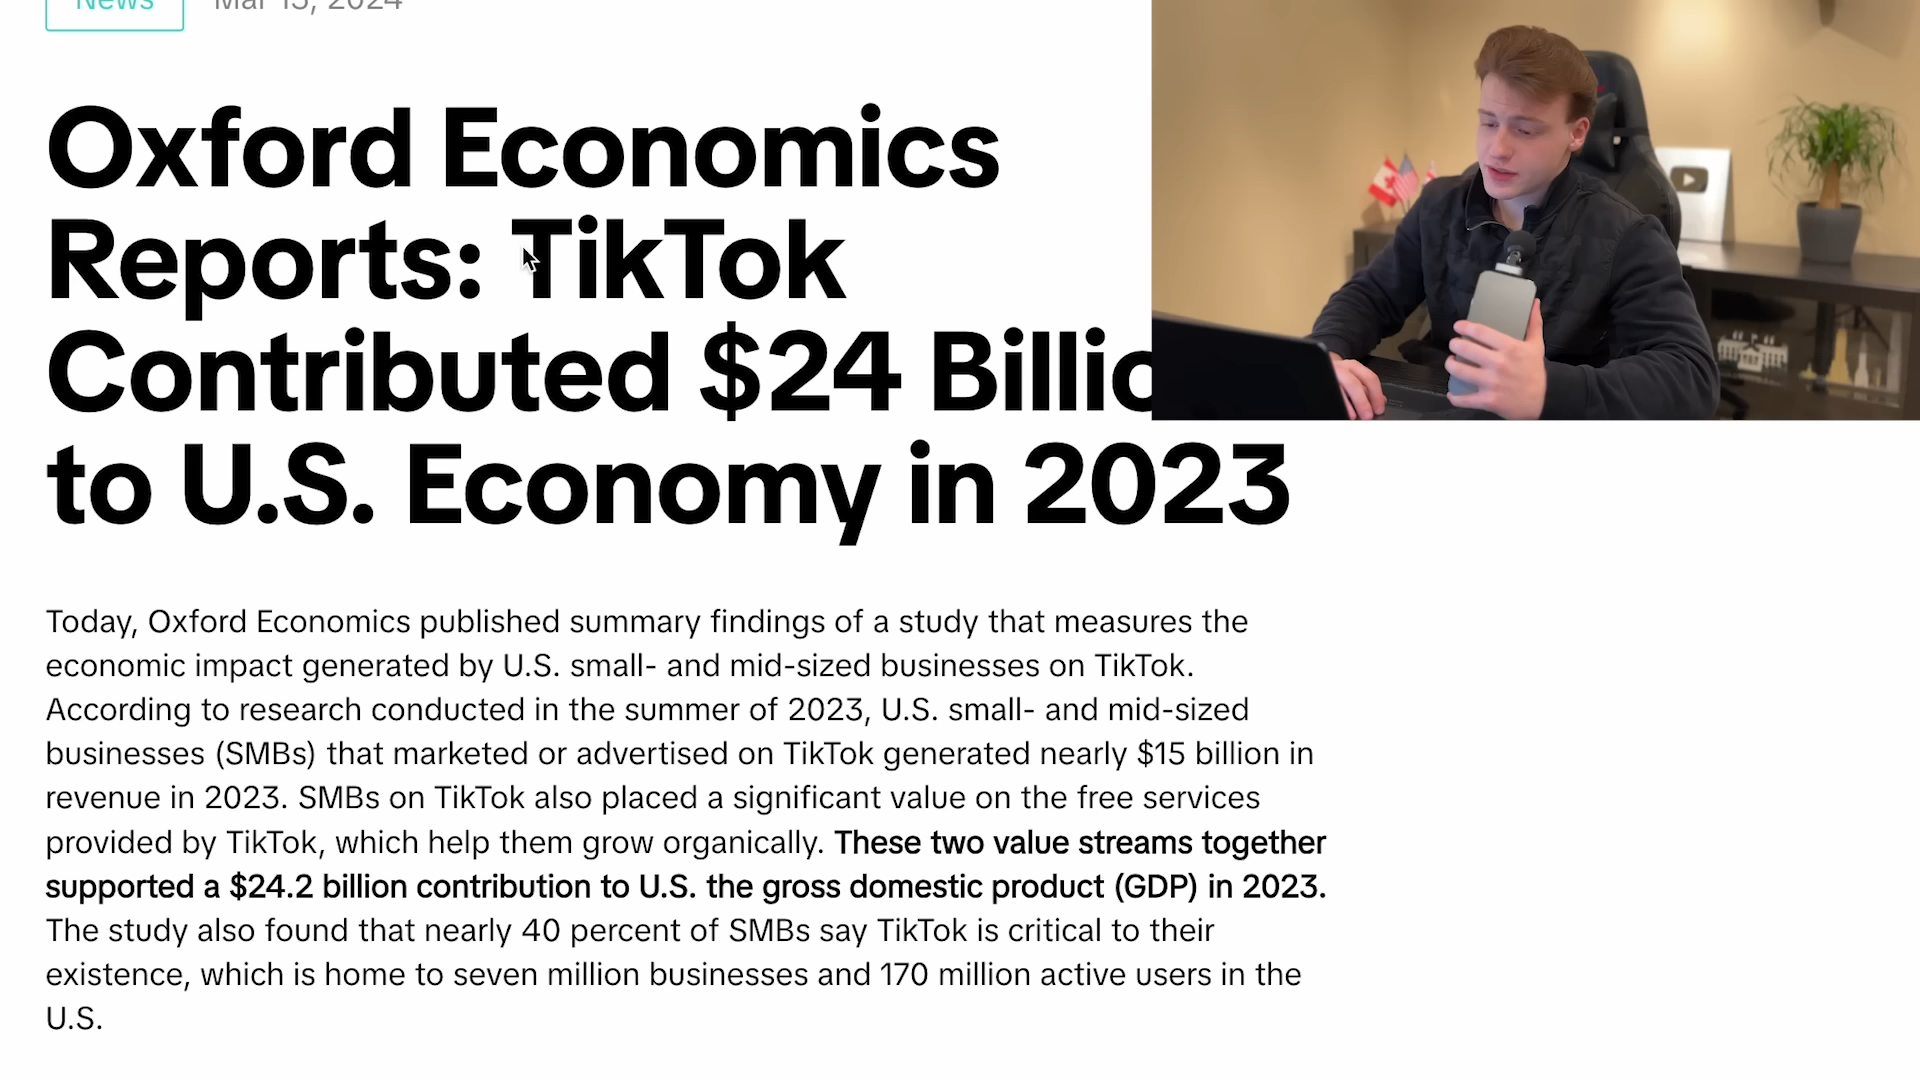 News Mar 15, 2024
Oxford Economics
Reports: TikTok
Contributed $24 Billio
to U.S. Economy in 2023
Today, Oxford Economics published summary findings of a study that measures the
economic impact generated by U.S. small- and mid-sized businesses on TikTok.
According to research conducted in the summer of 2023, U.S. small- and mid-sized
businesses (SMBs) that marketed or advertised on TikTok generated nearly $15 billion in
revenue in 2023. SMBs on TikTok also placed a significant value on the free services
provided by TikTok, which help them grow organically. These two value streams together
supported a $24.2 billion contribution to U.S. the gross domestic product (GDP) in 2023.
The study also found that nearly 40 percent of SMBs say TikTok is critical to their
existence, which is home to seven million businesses and 170 million active users in the
U.S.